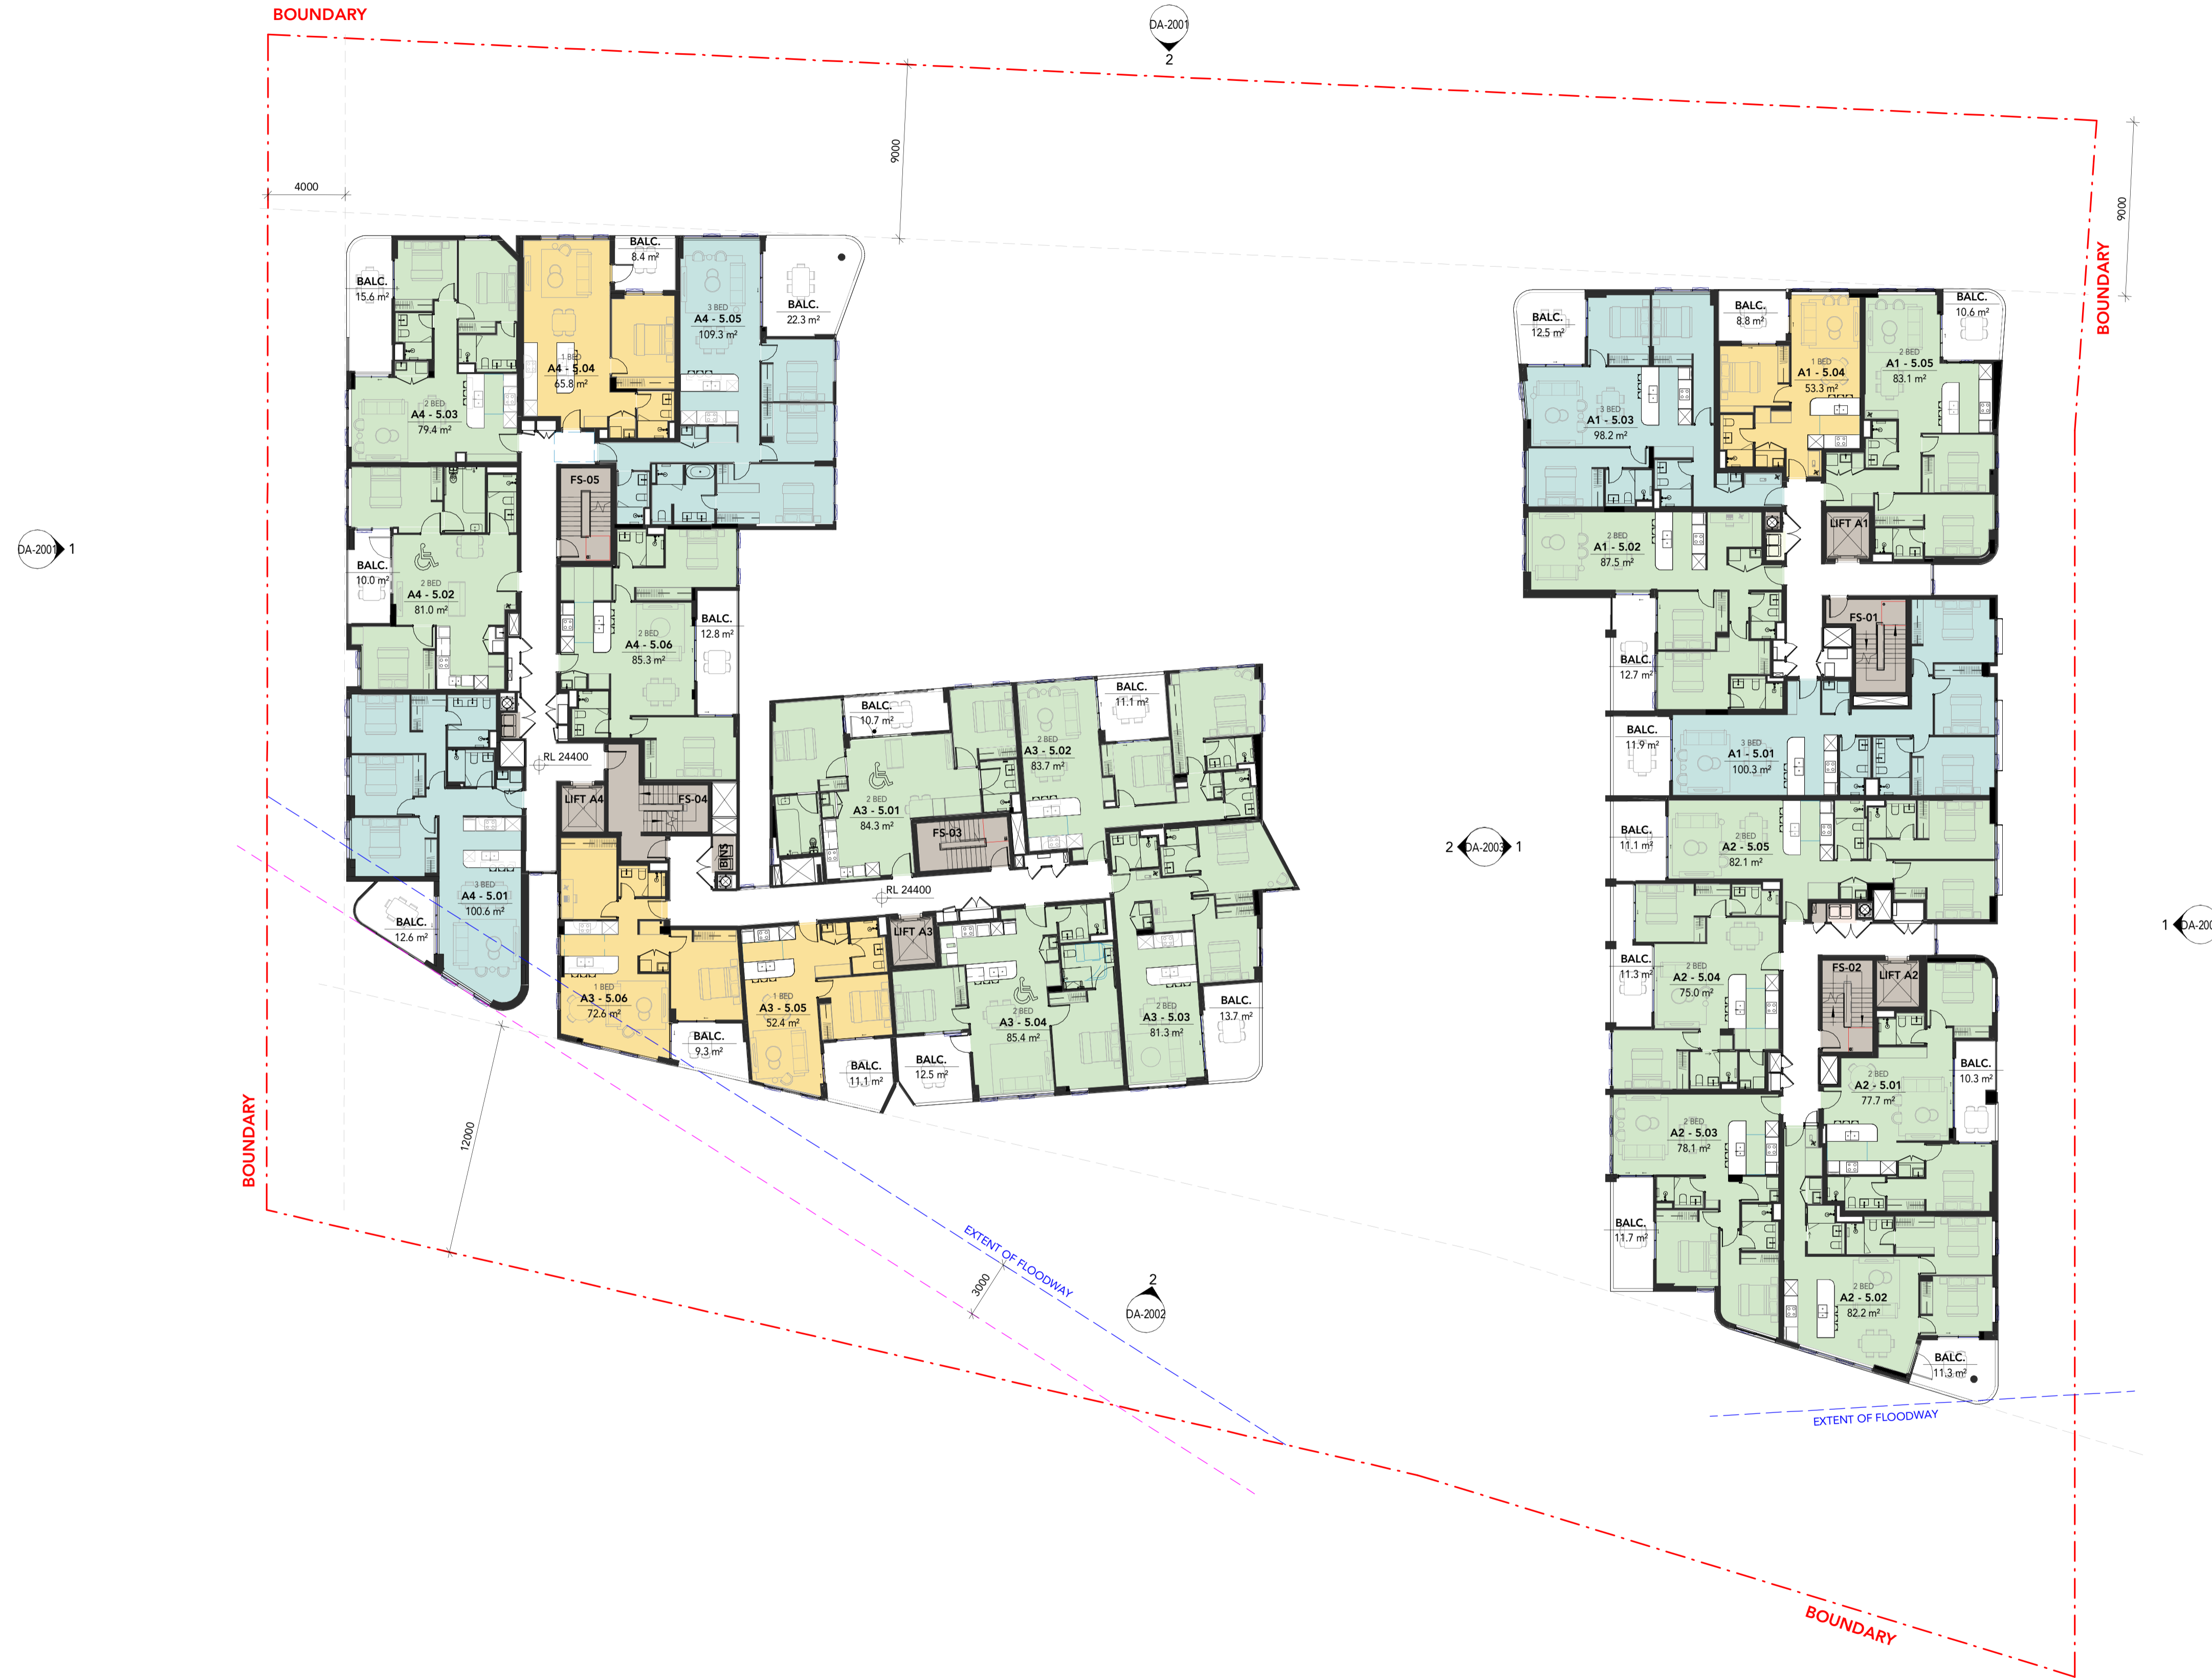 BOUNDARY
DA-2001
2
9000
4000
9000
BOUNDARY
BALC.
15.6 m²
BALC.
8.4 m²
3 BED
A4 - 5.05
109.3 m²
BALC.
22.3 m²
1 BED
A4 - 5.04
65.8 m²
2 BED
A4 - 5.03
79.4 m²
FS-05
DA-2001
1
BALC.
10.0 m²
2 BED
A4 - 5.02
81.0 m²
2 BED
A4 - 5.06
85.3 m²
BALC.
12.8 m²
RL 24400
LIFT A4
FS-04
BINS
3 BED
A4 - 5.01
100.6 m²
BALC.
12.6 m²
BALC.
10.7 m²
BALC.
11.1 m²
2 BED
A3 - 5.02
83.7 m²
2 BED
A3 - 5.01
84.3 m²
FS-03
RL 24400
LIFT A3
1 BED
A3 - 5.06
72.6 m²
BALC.
9.3 m²
1 BED
A3 - 5.05
52.4 m²
BALC.
11.1 m²
BALC.
12.5 m²
2 BED
A3 - 5.04
85.4 m²
2 BED
A3 - 5.03
81.3 m²
BALC.
13.7 m²
BALC.
12.5 m²
BALC.
8.8 m²
1 BED
A1 - 5.04
53.3 m²
2 BED
A1 - 5.05
83.1 m²
BALC.
10.6 m²
3 BED
A1 - 5.03
98.2 m²
LIFT A1
2 BED
A1 - 5.02
87.5 m²
FS-01
BALC.
12.7 m²
BALC.
11.9 m²
3 BED
A1 - 5.01
100.3 m²
2
DA-2003
1
BALC.
11.1 m²
2 BED
A2 - 5.05
82.1 m²
1
DA-200
BALC.
11.3 m²
2 BED
A2 - 5.04
75.0 m²
FS-02
LIFT A2
2 BED
A2 - 5.01
77.7 m²
BALC.
10.3 m²
2 BED
A2 - 5.03
78.1 m²
BALC.
11.7 m²
2 BED
A2 - 5.02
82.2 m²
BALC.
11.3 m²
BOUNDARY
12000
EXTENT OF FLOODWAY
3000
2
DA-2002
EXTENT OF FLOODWAY
BOUNDARY